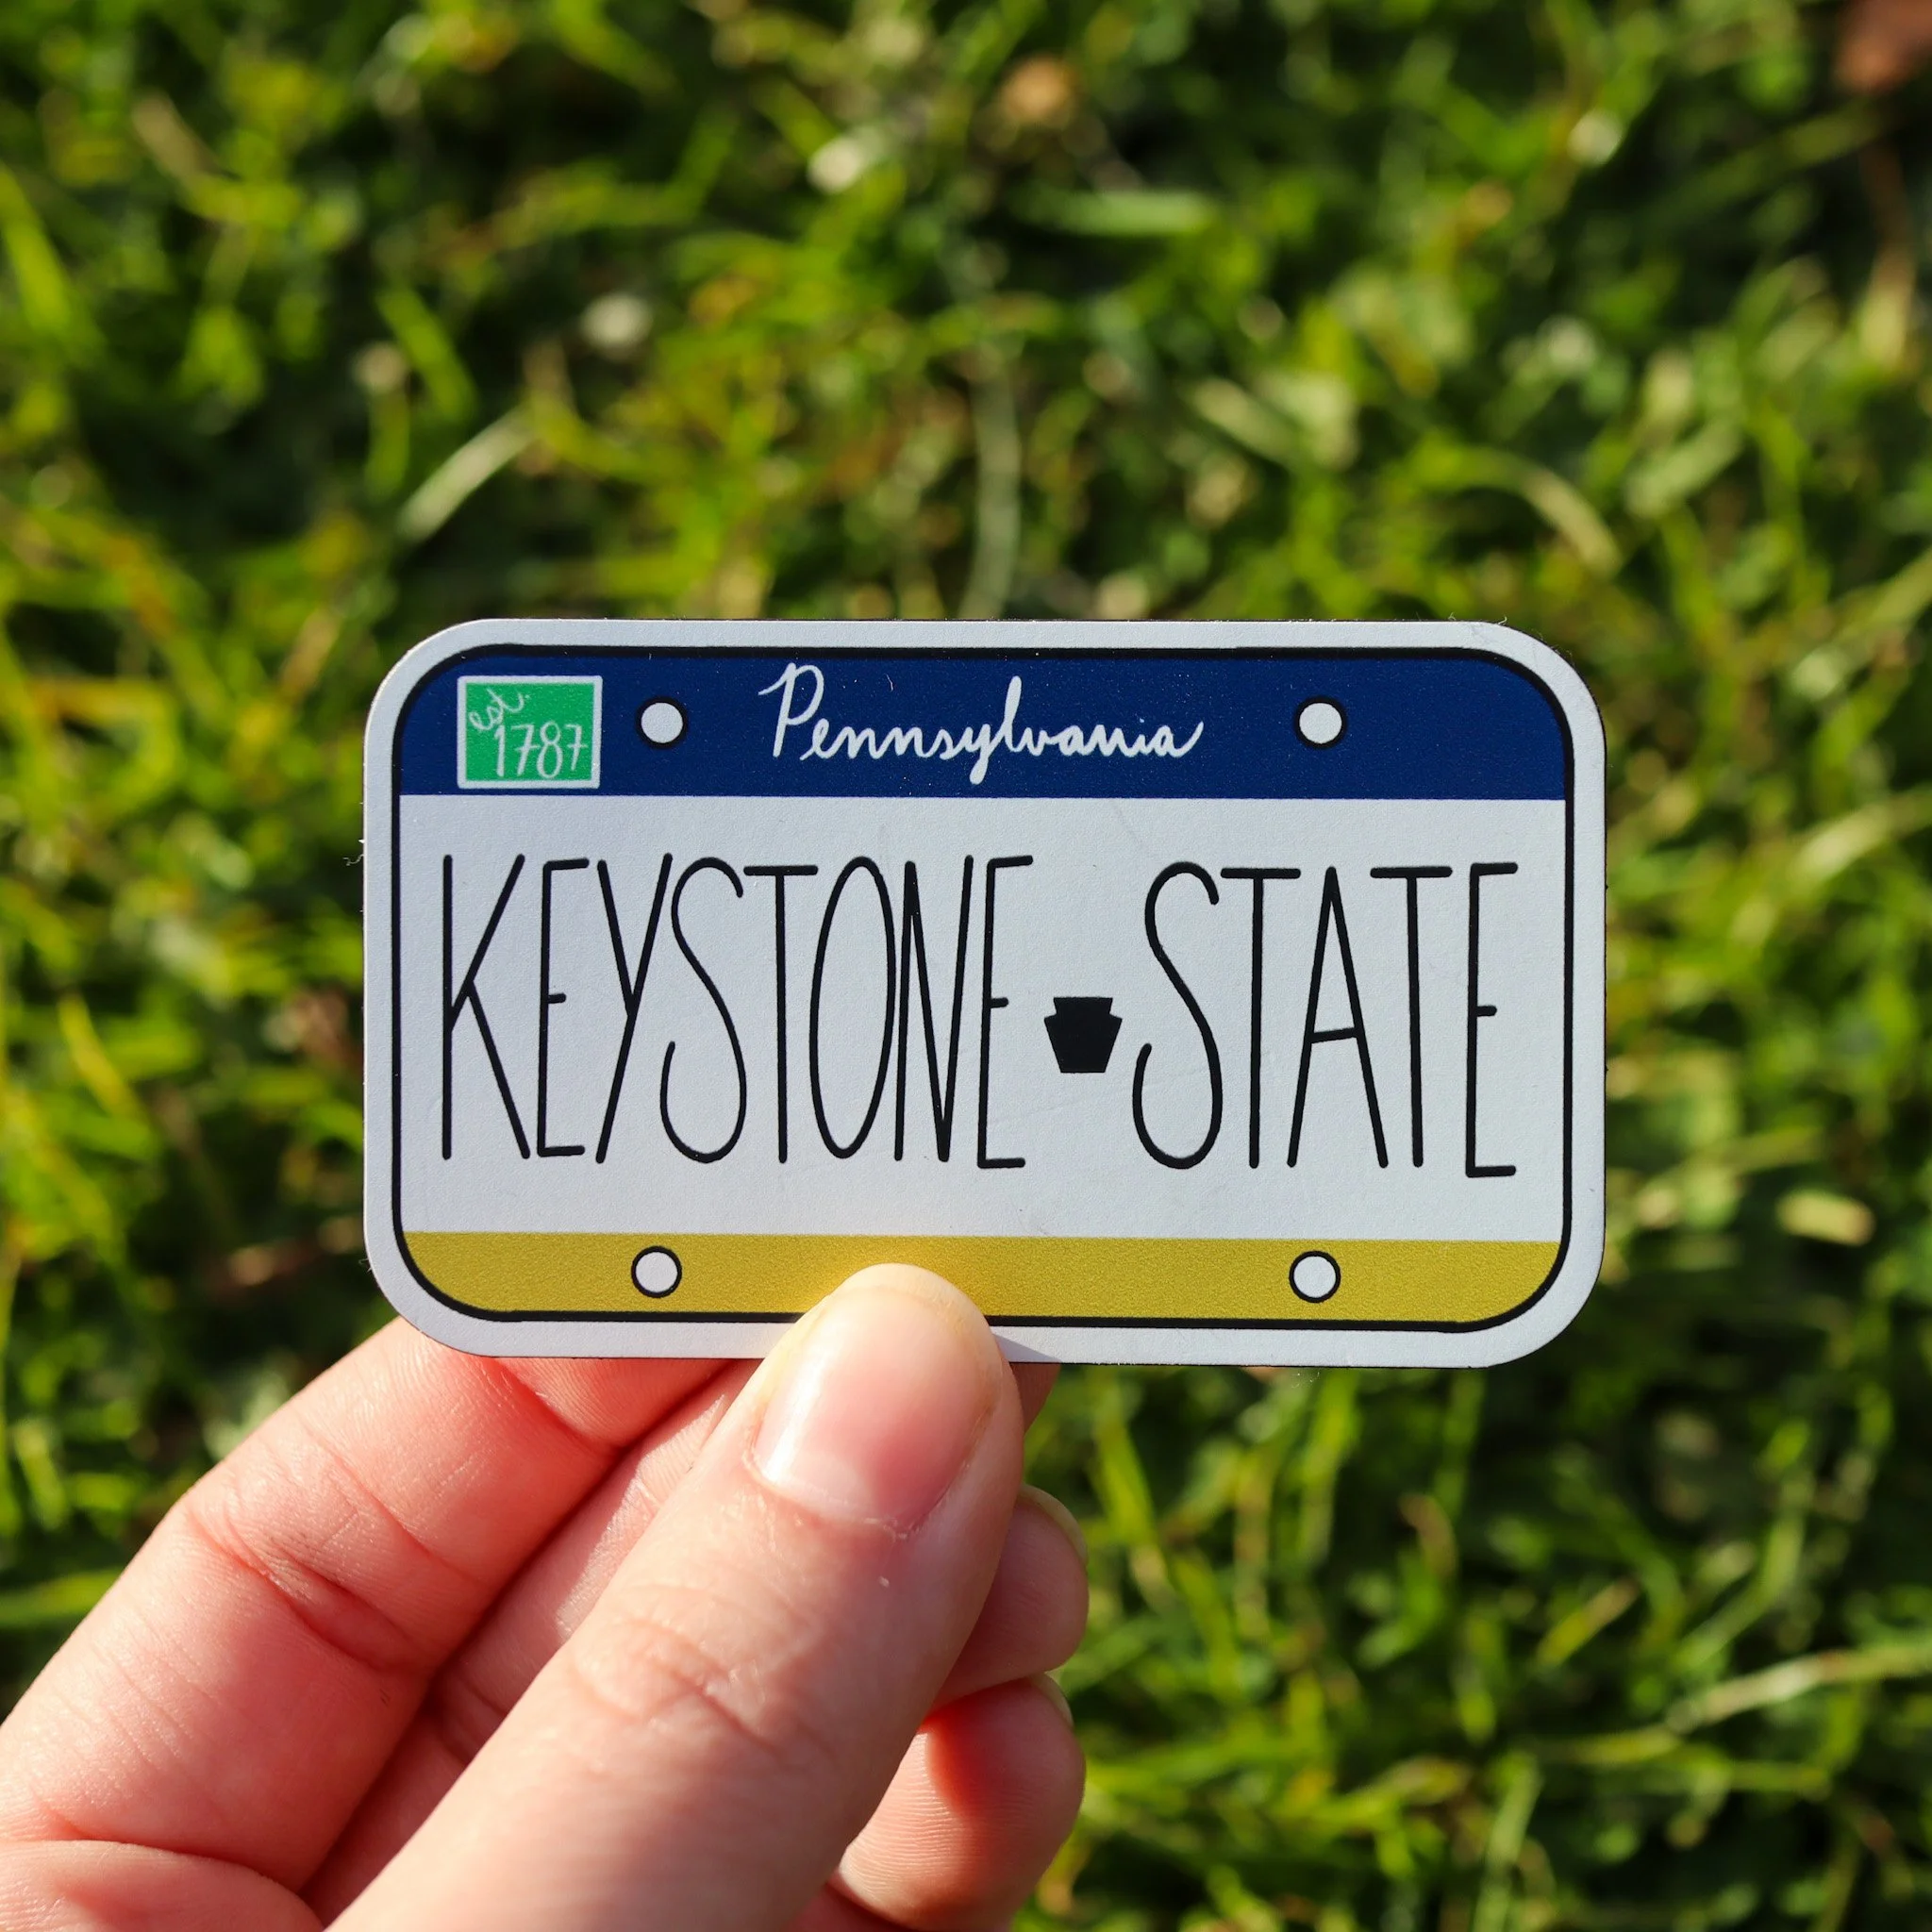 est.
1787
Pennsylvania
KEYSTONE STATE